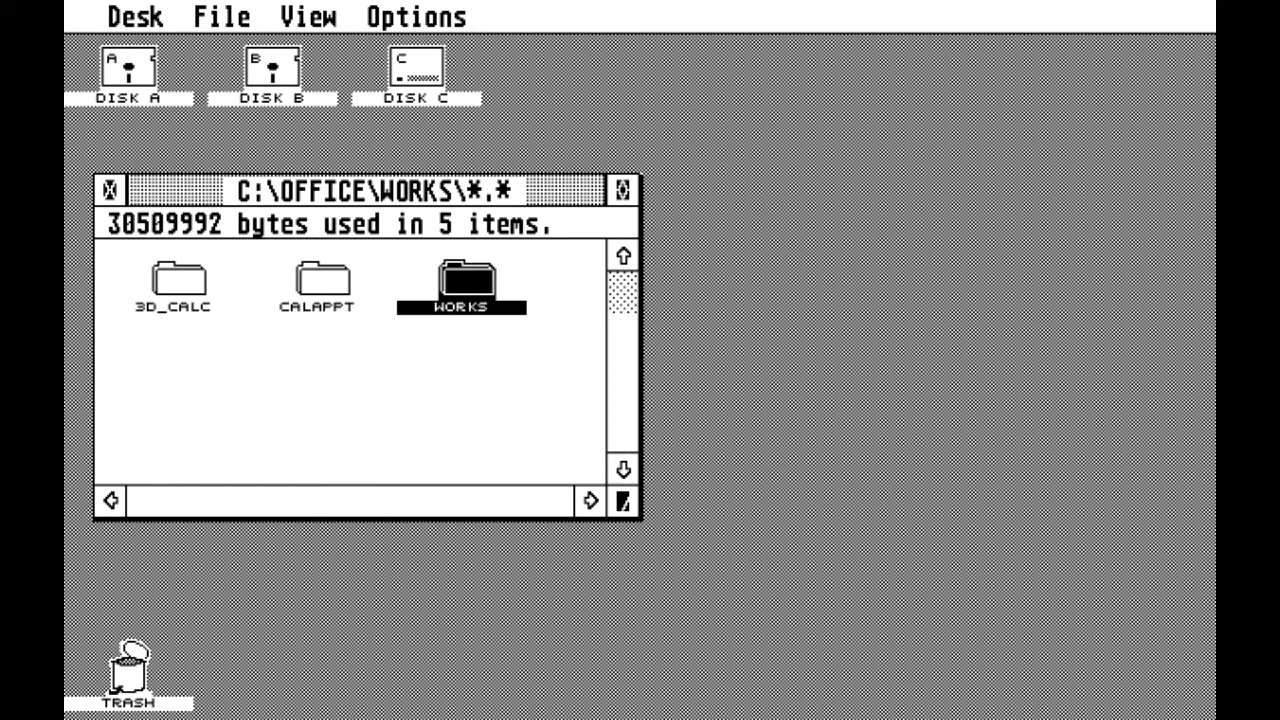 Desk File View Options
A B C
DISK A DISK B DISK C
C:\OFFICE\WORKS\*.*
30509992 bytes used in 5 items.
3D_CALC CALAPPT WORKS
TRASH